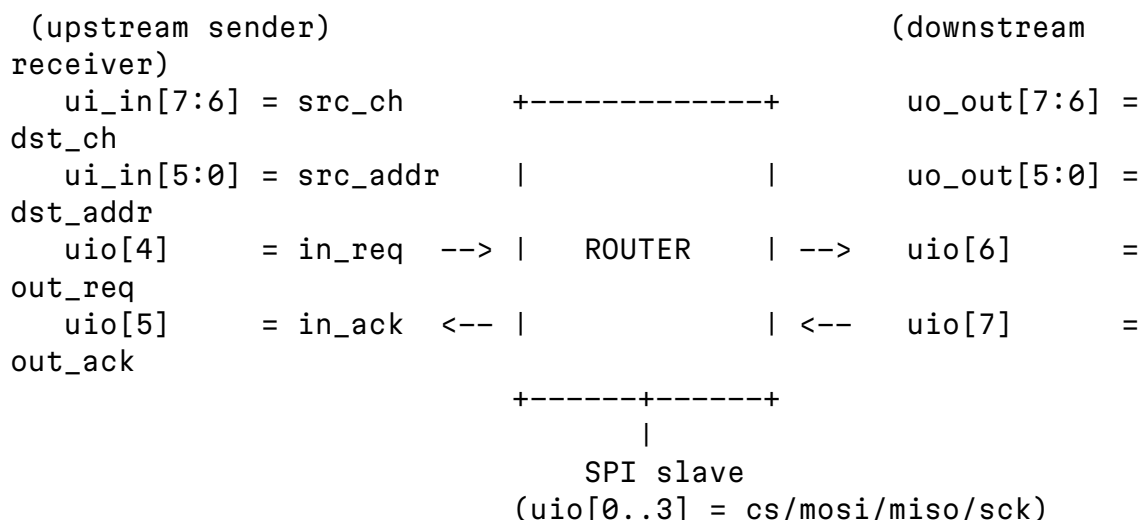 (upstream sender)                              (downstream
receiver)
   ui_in[7:6] = src_ch      +-------------+      uo_out[7:6] =
dst_ch
   ui_in[5:0] = src_addr    |             |      uo_out[5:0] =
dst_addr
   uio[4]     = in_req  --> |   ROUTER    | -->  uio[6]      =
out_req
   uio[5]     = in_ack  <-- |             | <--  uio[7]      =
out_ack
                            +------+------+
                                   |
                               SPI slave
                            (uio[0..3] = cs/mosi/miso/sck)